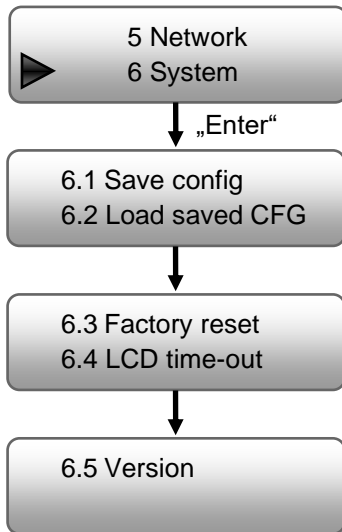 5 Network
6 System
„Enter“
6.1 Save config
6.2 Load saved CFG
6.3 Factory reset
6.4 LCD time-out
6.5 Version